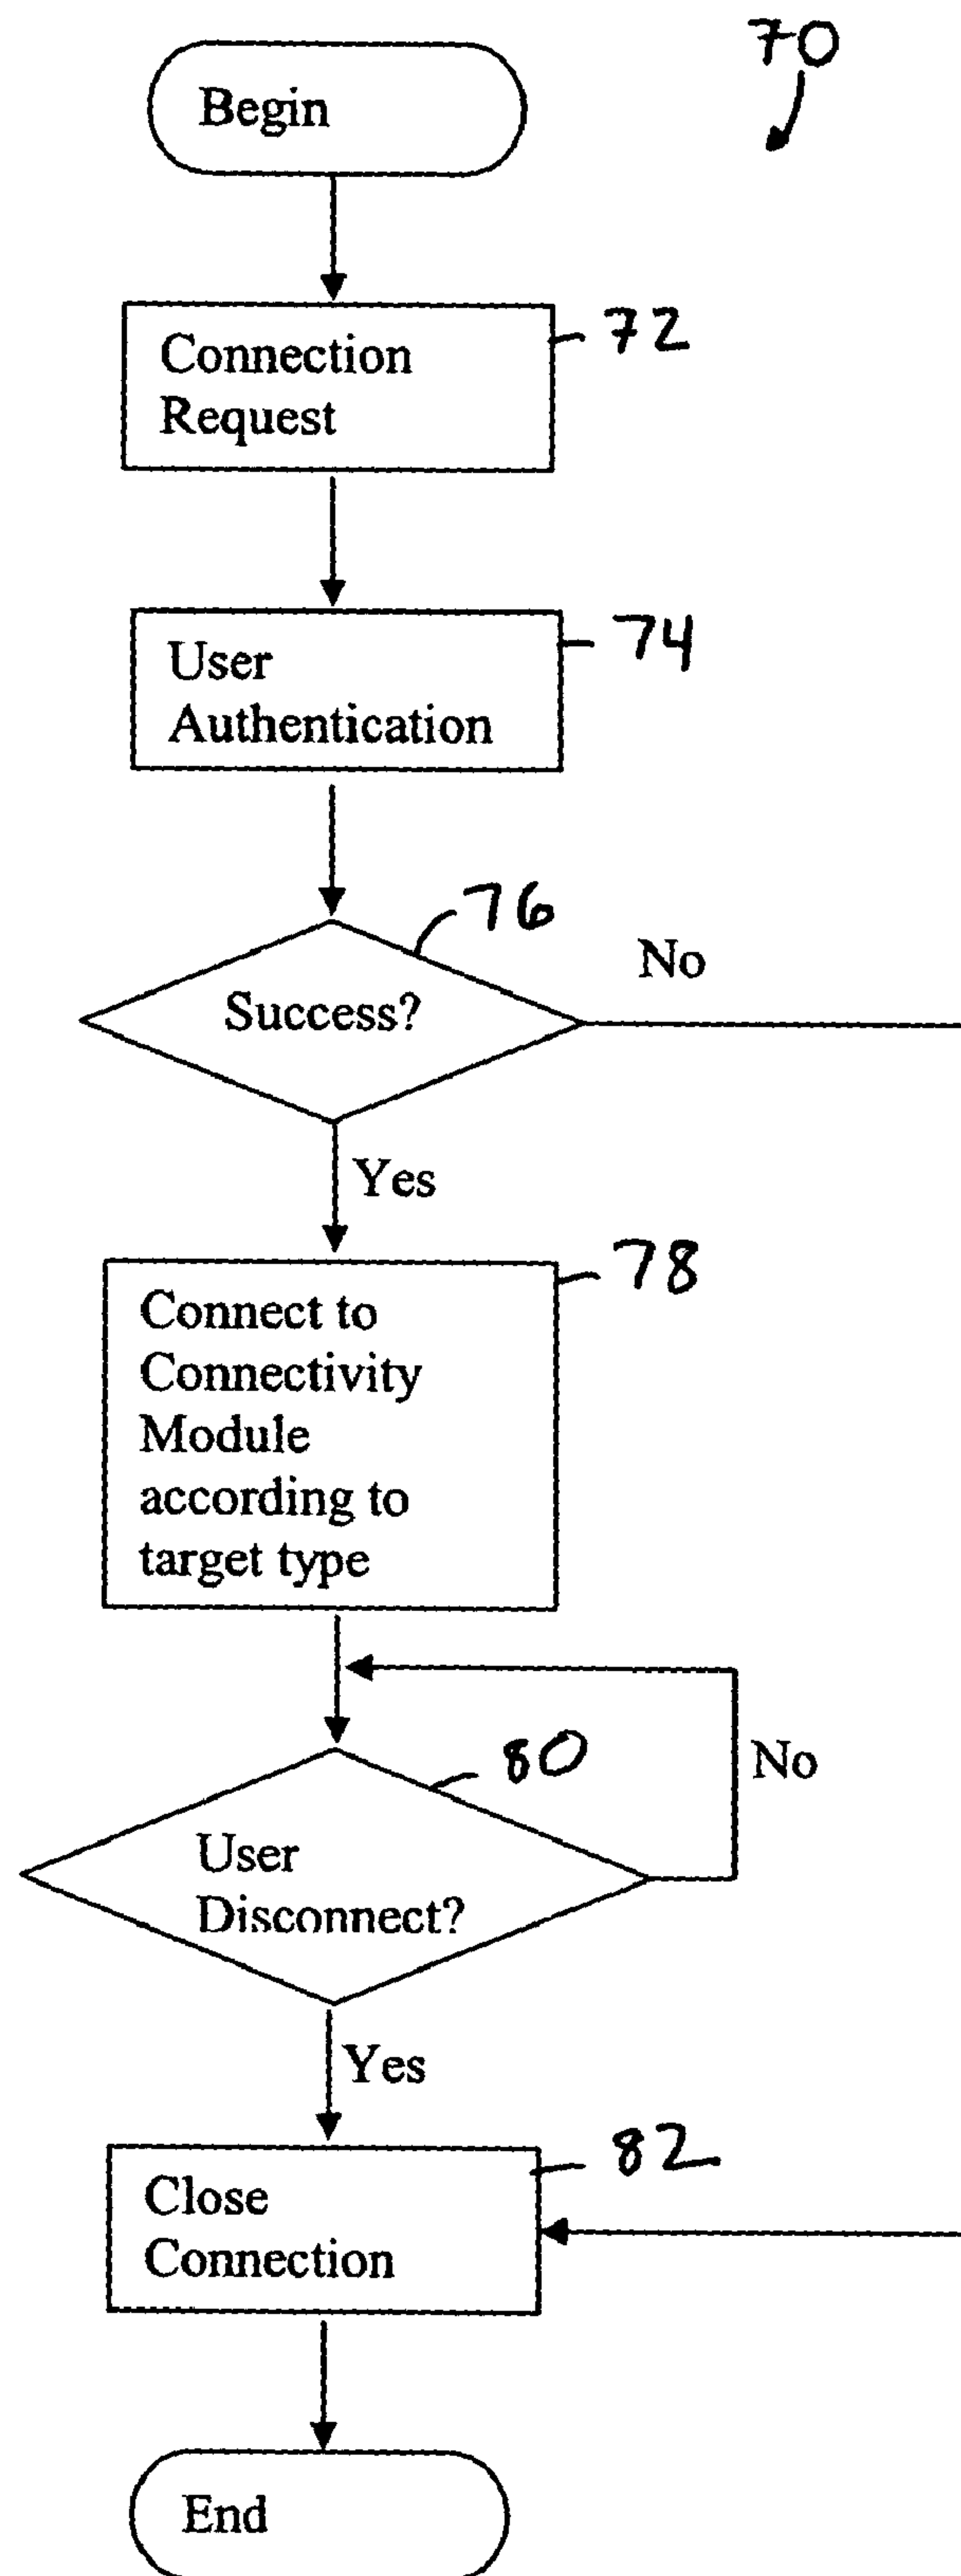 70
Begin
Connection
Request
72
User
Authentication
74
76
Success?
No
Yes
Connect to
Connectivity
Module
according to
target type
78
80
User
Disconnect?
No
Yes
Close
Connection
82
End